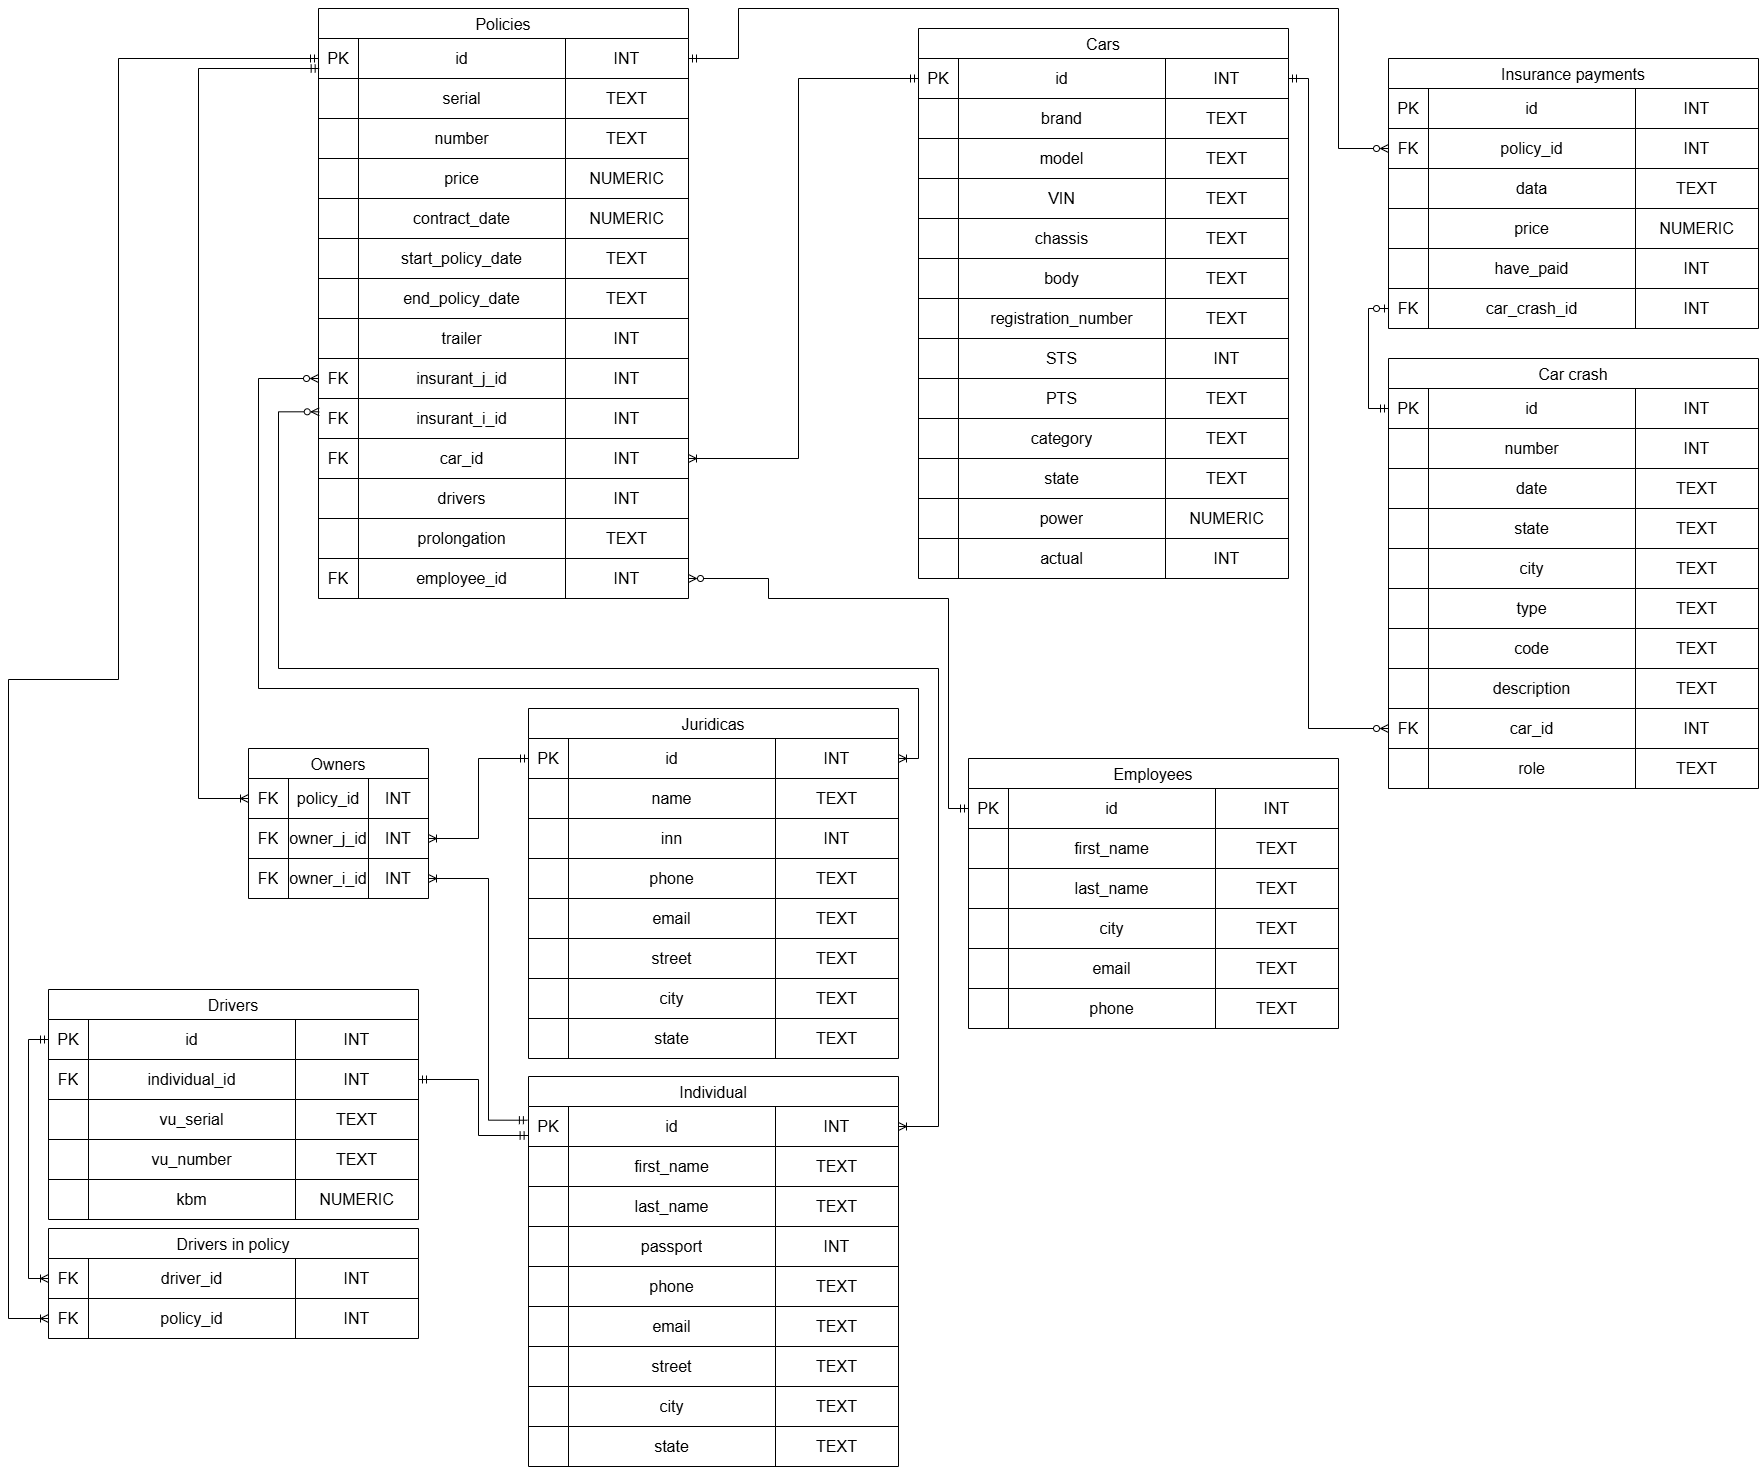 Policies
PK id INT
serial TEXT
number TEXT
price NUMERIC
contract_date NUMERIC
start_policy_date TEXT
end_policy_date TEXT
trailer INT
FK insurant_j_id INT
FK insurant_i_id INT
FK car_id INT
drivers INT
prolongation TEXT
FK employee_id INT
Cars
PK id INT
brand TEXT
model TEXT
VIN TEXT
chassis TEXT
body TEXT
registration_number TEXT
STS INT
PTS TEXT
category TEXT
state TEXT
power NUMERIC
actual INT
Insurance payments
PK id INT
FK policy_id INT
data TEXT
price NUMERIC
have_paid INT
FK car_crash_id INT
Car crash
PK id INT
number INT
date TEXT
state TEXT
city TEXT
type TEXT
code TEXT
description TEXT
FK car_id INT
role TEXT
Owners
FK policy_id INT
FK owner_j_id INT
FK owner_i_id INT
Juridicas
PK id INT
name TEXT
inn INT
phone TEXT
email TEXT
street TEXT
city TEXT
state TEXT
Employees
PK id INT
first_name TEXT
last_name TEXT
city TEXT
email TEXT
phone TEXT
Drivers
PK id INT
FK individual_id INT
vu_serial TEXT
vu_number TEXT
kbm NUMERIC
Drivers in policy
FK driver_id INT
FK policy_id INT
Individual
PK id INT
first_name TEXT
last_name TEXT
passport INT
phone TEXT
email TEXT
street TEXT
city TEXT
state TEXT